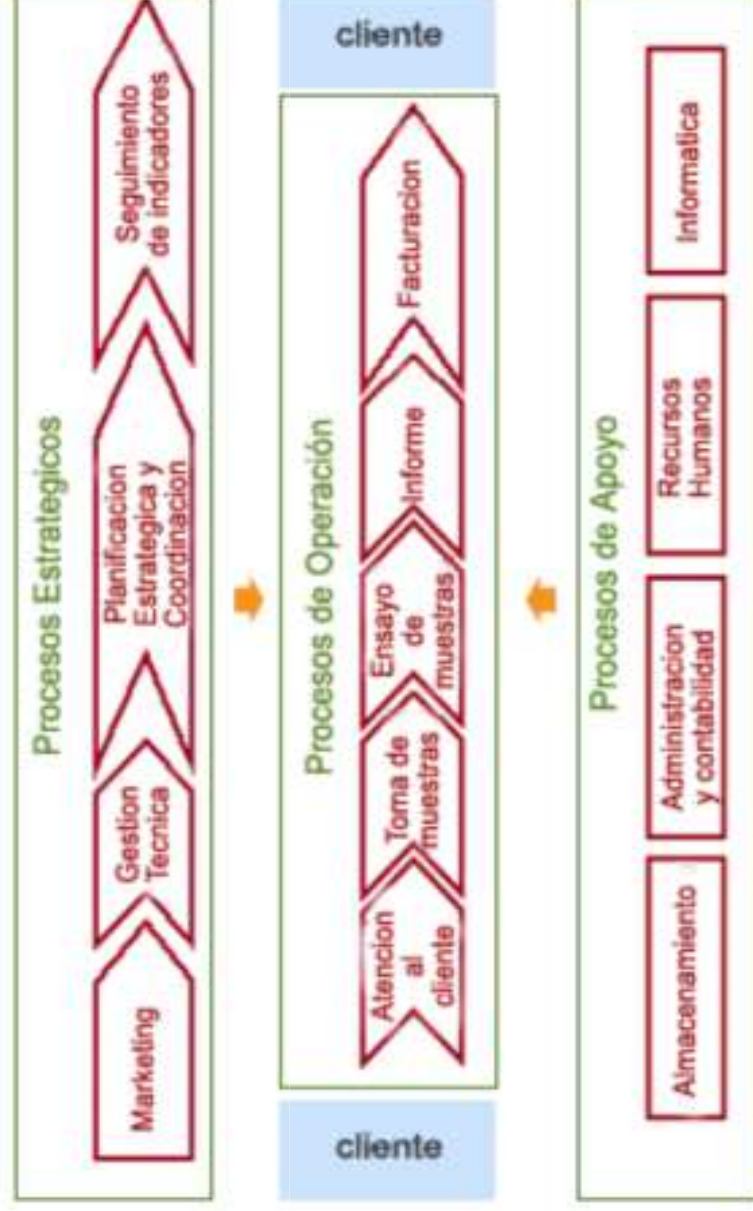 Procesos Estrategicos
Marketing
Gestion
Tecnica
Planificacion
Estrategica y
Coordinacion
Seguimiento
de indicadores
cliente
Procesos de Operación
Atencion
al
cliente
Toma de
muestras
Ensayo
de
muestras
Informe
Facturacion
cliente
Procesos de Apoyo
Almacenamiento
Administracion
y contabilidad
Recursos
Humanos
Informatica